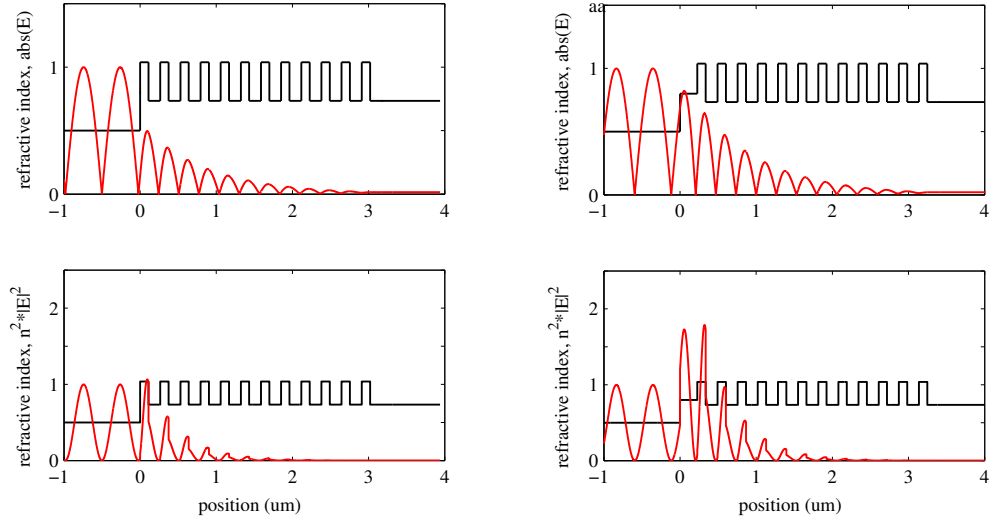 refractive index, abs(E)
1
0
−1 0 1 2 3 4
aa
refractive index, abs(E)
1
0
−1 0 1 2 3 4
refractive index, n²*|E|²
2
1
0
−1 0 1 2 3 4
position (um)
refractive index, n²*|E|²
2
1
0
−1 0 1 2 3 4
position (um)